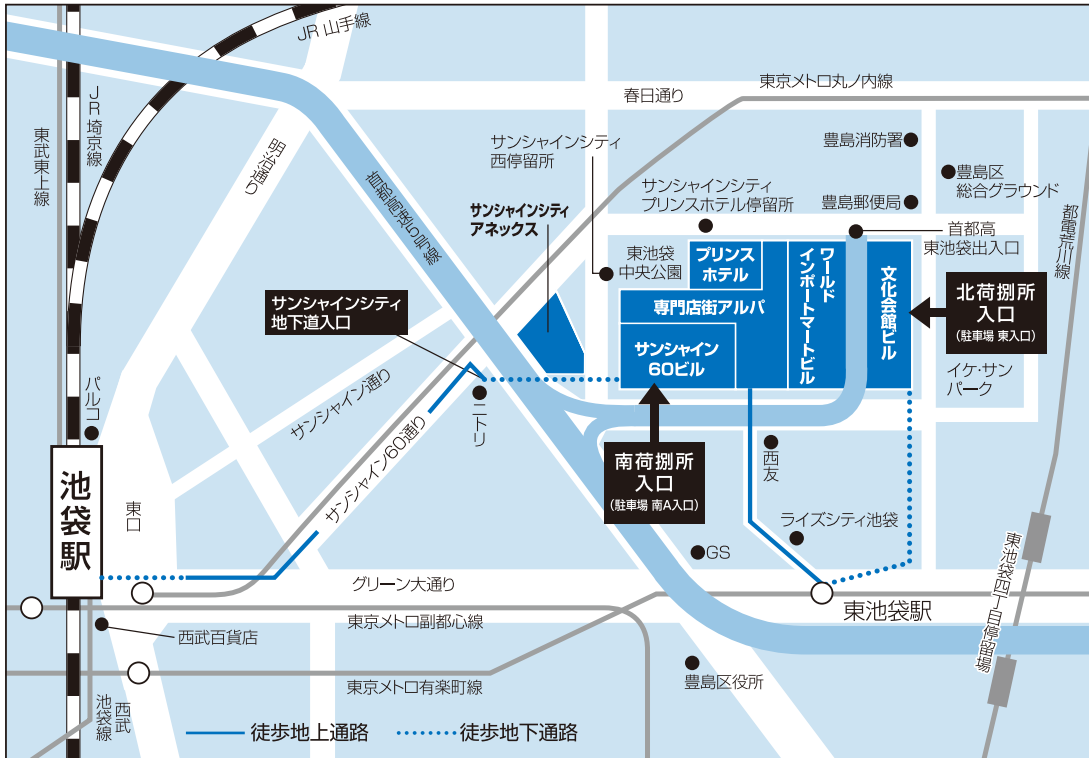 JR 山手線
JR 埼京線
東武東上線
明治通り
首都高速5号線
春日通り
東京メトロ丸ノ内線
サンシャインシティ
西停留所
サンシャインシティ
プリンスホテル停留所
豊島消防署
豊島区
総合グラウンド
豊島郵便局
首都高
東池袋出入口
都電荒川線
サンシャインシティ
アネックス
東池袋
中央公園
プリンス
ホテル
専門店街アルパ
サンシャイン
60ビル
ワールド
インポートマートビル
文化会館ビル
北荷捌所
入口
(駐車場 東入口)
イケ・サン
パーク
サンシャインシティ
地下道入口
パルコ
サンシャイン通り
サンシャイン60通り
ニトリ
南荷捌所
入口
(駐車場 南A入口)
西友
ライズシティ池袋
GS
池袋駅
東口
グリーン大通り
東京メトロ副都心線
東池袋駅
東池袋四丁目停留場
西武百貨店
東京メトロ有楽町線
豊島区役所
西武
池袋線
徒歩地上通路
徒歩地下通路